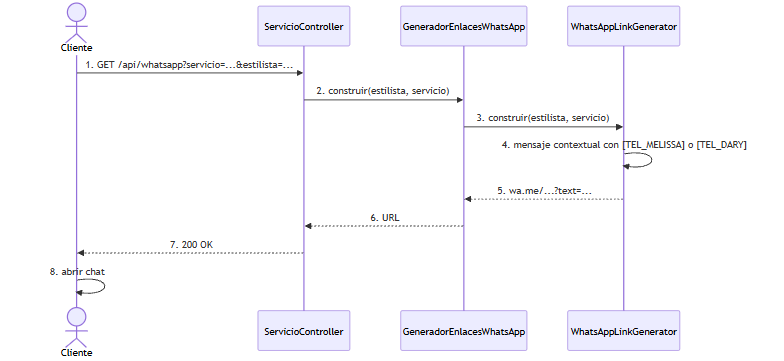 Cliente
ServicioController
GeneradorEnlacesWhatsApp
WhatsAppLinkGenerator
1. GET /api/whatsapp?servicio=...&estilista=...
2. construir(estilista, servicio)
3. construir(estilista, servicio)
4. mensaje contextual con [TEL_MELISSA] o [TEL_DARY]
5. wa.me/...?text=...
6. URL
7. 200 OK
8. abrir chat
Cliente
ServicioController
GeneradorEnlacesWhatsApp
WhatsAppLinkGenerator